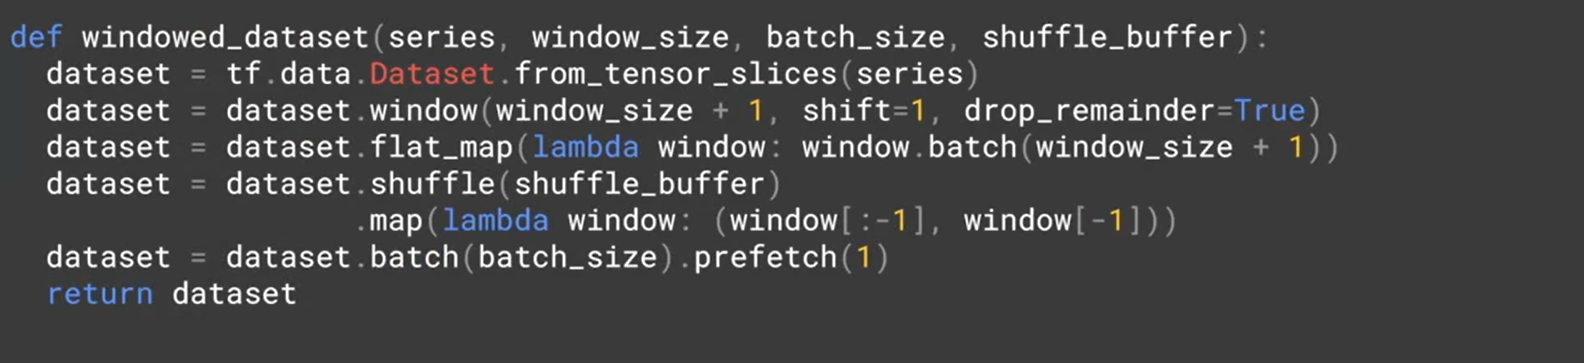 def windowed_dataset(series, window_size, batch_size, shuffle_buffer):
  dataset = tf.data.Dataset.from_tensor_slices(series)
  dataset = dataset.window(window_size + 1, shift=1, drop_remainder=True)
  dataset = dataset.flat_map(lambda window: window.batch(window_size + 1))
  dataset = dataset.shuffle(shuffle_buffer)
                   .map(lambda window: (window[:-1], window[-1]))
  dataset = dataset.batch(batch_size).prefetch(1)
  return dataset